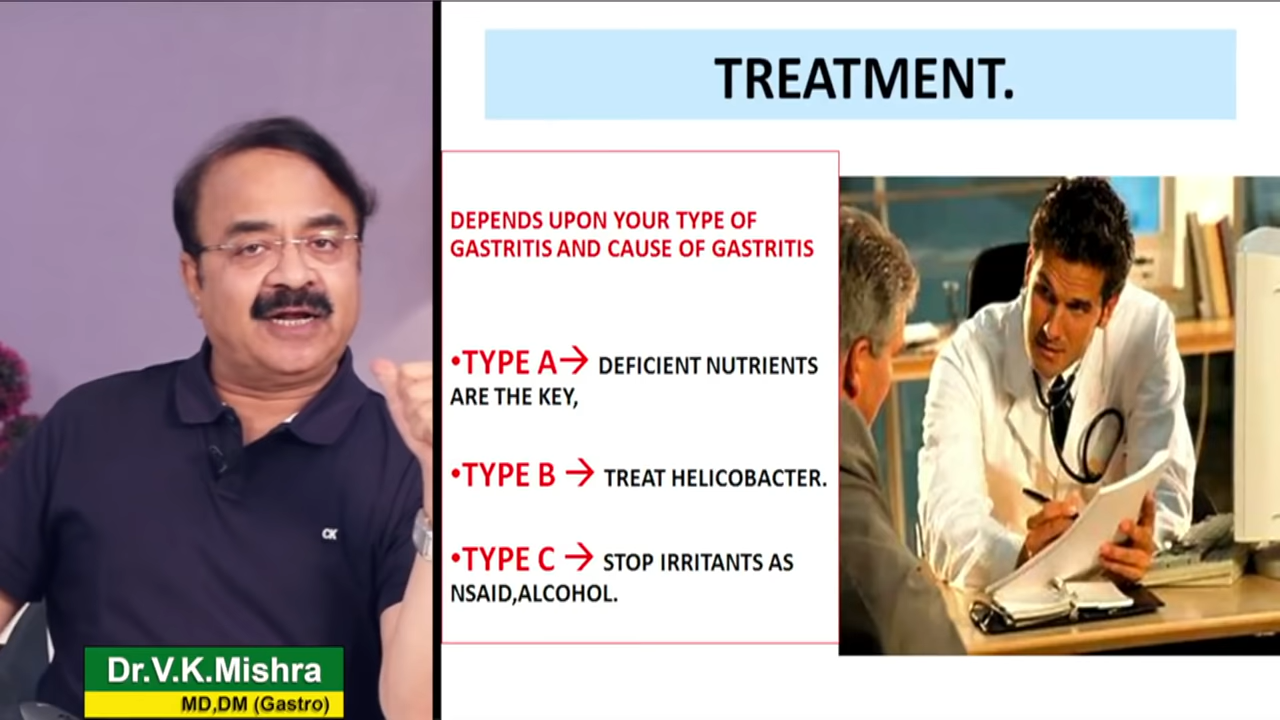 TREATMENT.
DEPENDS UPON YOUR TYPE OF
GASTRITIS AND CAUSE OF GASTRITIS
•TYPE A→ DEFICIENT NUTRIENTS
ARE THE KEY,
•TYPE B → TREAT HELICOBACTER.
•TYPE C → STOP IRRITANTS AS
NSAID,ALCOHOL.
CK
Dr.V.K.Mishra
MD,DM (Gastro)